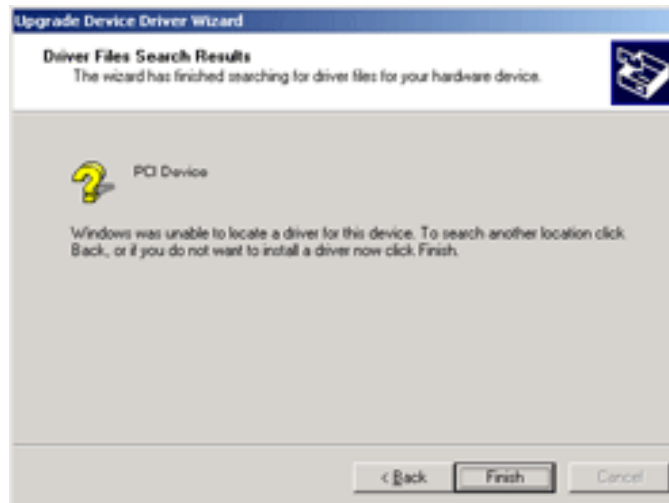 Upgrade Device Driver Wizard
Driver Files Search Results
The wizard has finished searching for driver files for your hardware device.
PCI Device
Windows was unable to locate a driver for this device. To search another location click
Back, or if you do not want to install a driver now click Finish.
< Back Finish Cancel